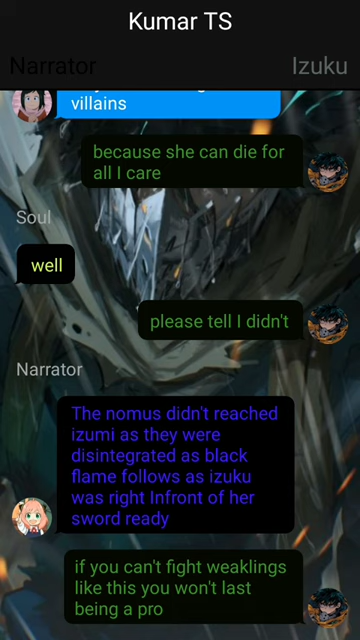 Kumar TS
Narrator
Izuku
villains
because she can die for
all I care
Soul
well
please tell I didn't
Narrator
The nomus didn't reached
izumi as they were
disintegrated as black
flame follows as izuku
was right Infront of her
sword ready
if you can't fight weaklings
like this you won't last
being a pro